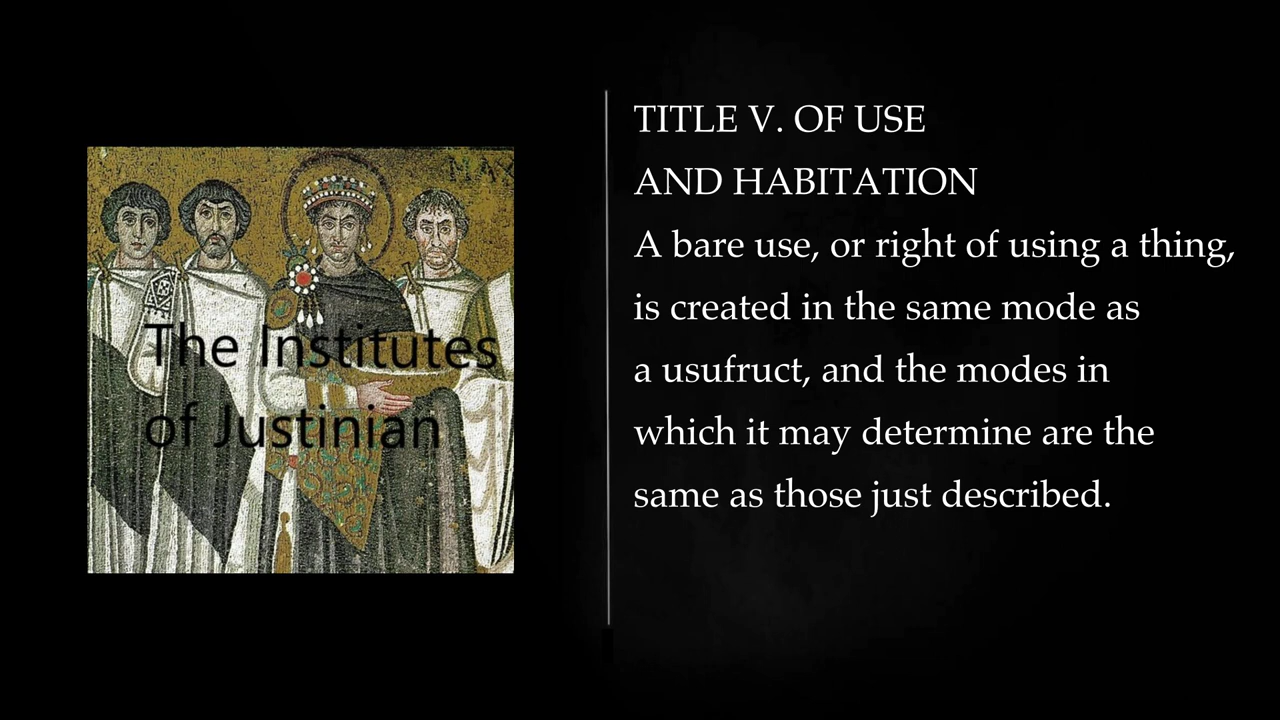 The Institutes
of Justinian
TITLE V. OF USE
AND HABITATION
A bare use, or right of using a thing,
is created in the same mode as
a usufruct, and the modes in
which it may determine are the
same as those just described.